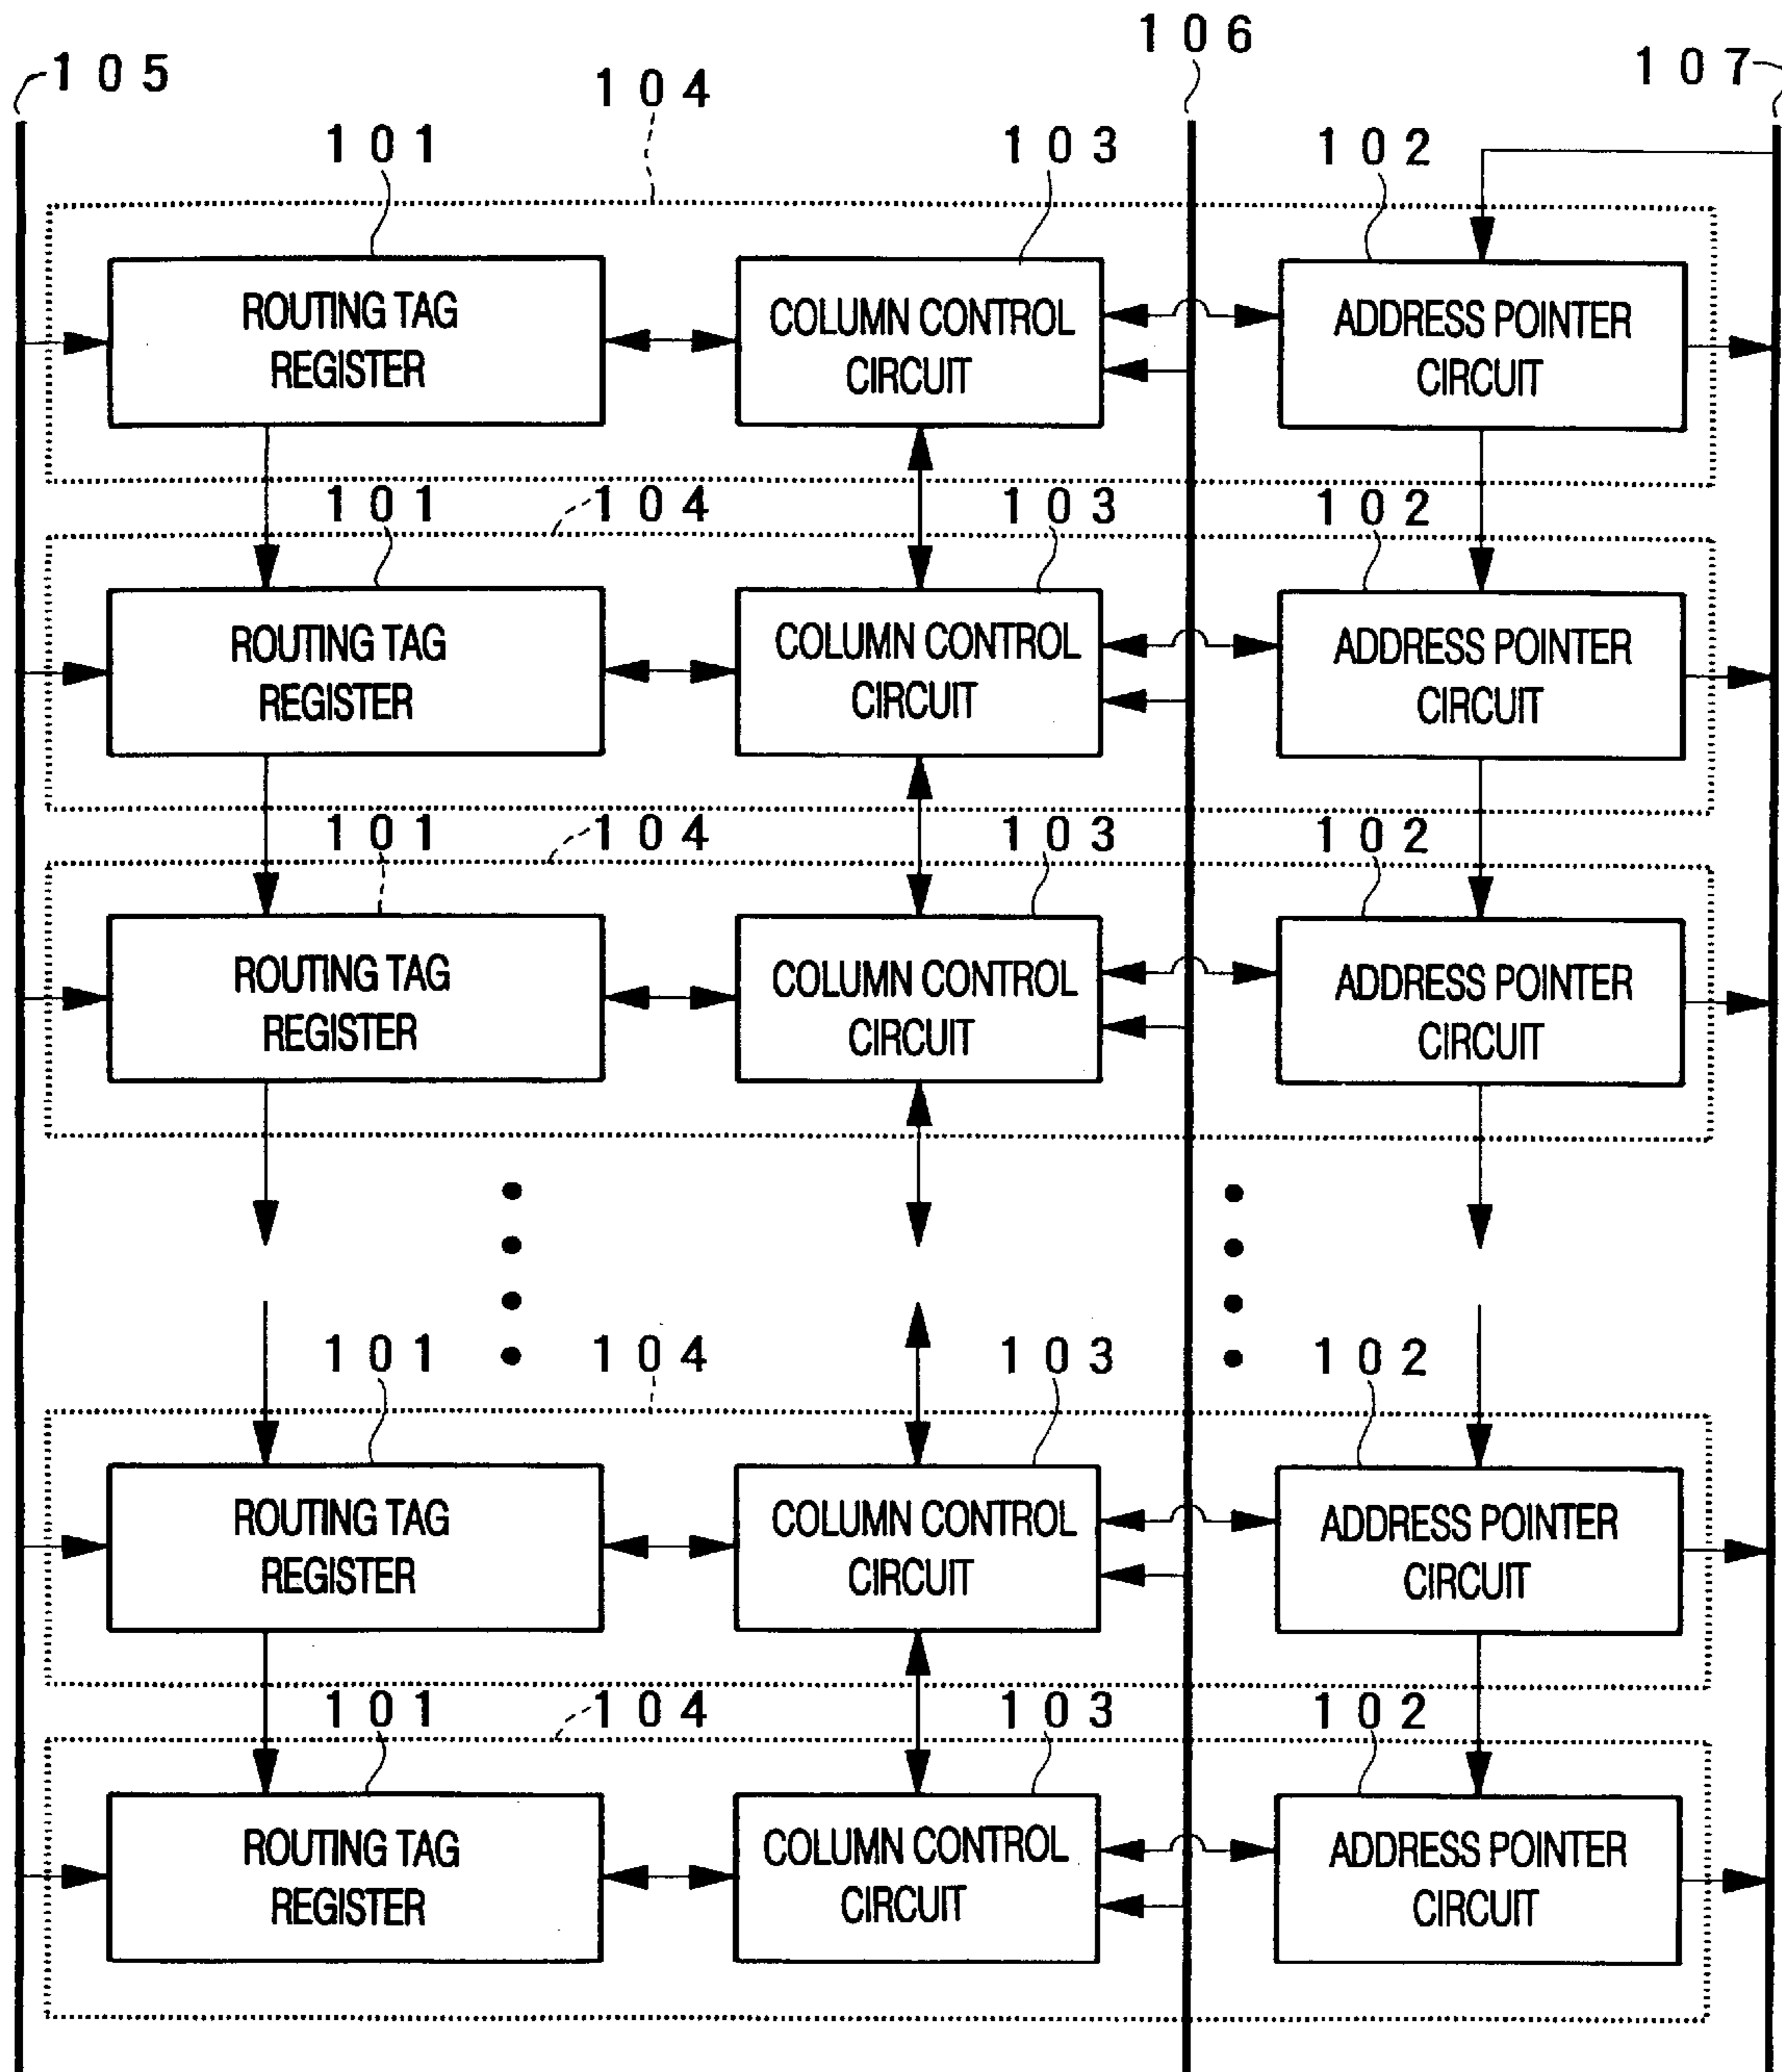 106
105
107
104
101
103
102
ROUTING TAG
REGISTER
COLUMN CONTROL
CIRCUIT
ADDRESS POINTER
CIRCUIT
101
104
103
102
ROUTING TAG
REGISTER
COLUMN CONTROL
CIRCUIT
ADDRESS POINTER
CIRCUIT
101
104
103
102
ROUTING TAG
REGISTER
COLUMN CONTROL
CIRCUIT
ADDRESS POINTER
CIRCUIT
101
104
103
102
ROUTING TAG
REGISTER
COLUMN CONTROL
CIRCUIT
ADDRESS POINTER
CIRCUIT
101
104
103
102
ROUTING TAG
REGISTER
COLUMN CONTROL
CIRCUIT
ADDRESS POINTER
CIRCUIT